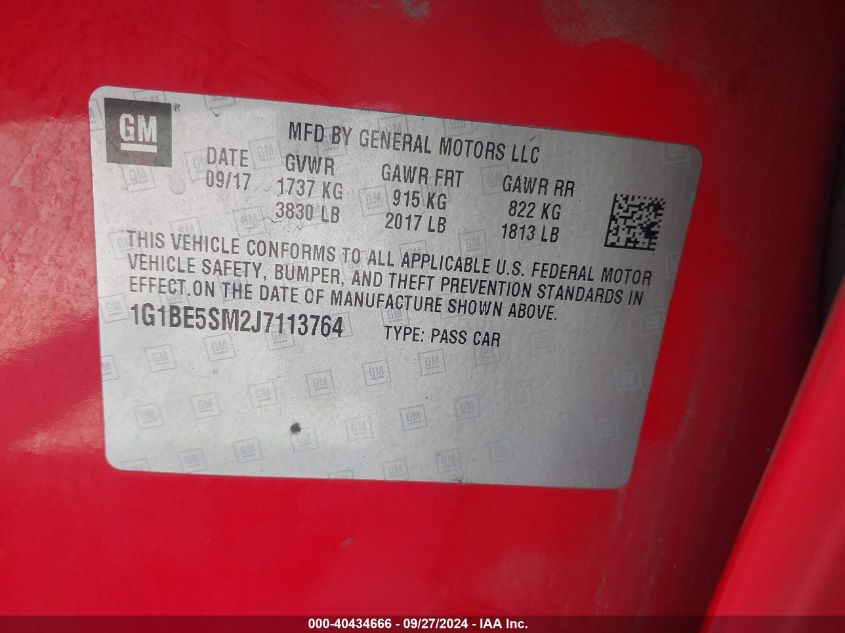 GM
®
MFD BY GENERAL MOTORS LLC
DATE GVWR GAWR FRT GAWR RR
09/17 1737 KG 915 KG 822 KG
3830 LB 2017 LB 1813 LB
THIS VEHICLE CONFORMS TO ALL APPLICABLE U.S. FEDERAL MOTOR
VEHICLE SAFETY, BUMPER, AND THEFT PREVENTION STANDARDS IN
EFFECT ON THE DATE OF MANUFACTURE SHOWN ABOVE.
1G1BE5SM2J7113764 TYPE: PASS CAR
000-40434666 - 09/27/2024 - IAA Inc.